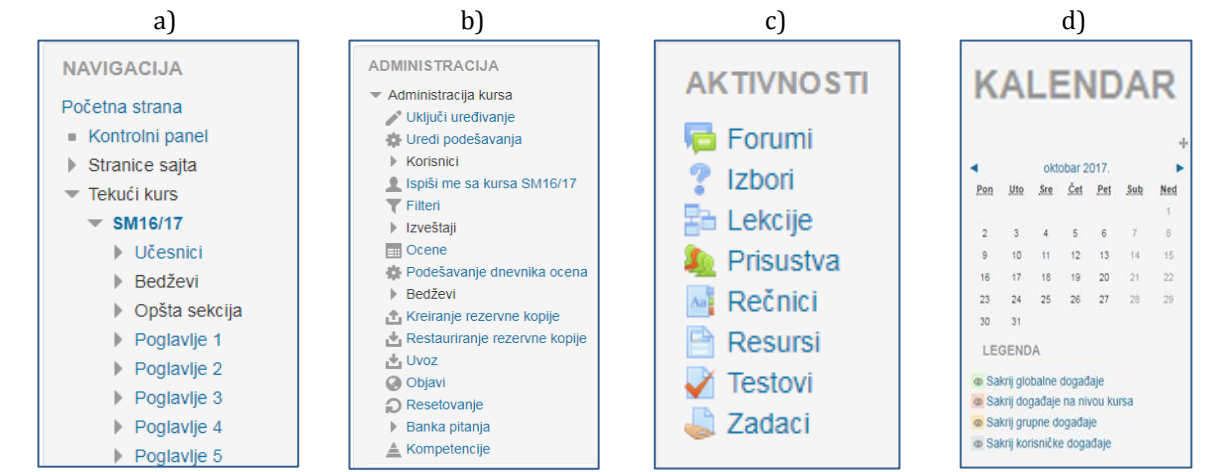 a)
NAVIGACIJA
Početna strana
Kontrolni panel
Stranice sajta
Tekući kurs
SM16/17
Učesnici
Bedževi
Opšta sekcija
Poglavlje 1
Poglavlje 2
Poglavlje 3
Poglavlje 4
Poglavlje 5
b)
ADMINISTRACIJA
Administracija kursa
Uključi uređivanje
Uredi podešavanja
Korisnici
Ispiši me sa kursa SM16/17
Filteri
Izveštaji
Ocene
Podešavanje dnevnika ocena
Bedževi
Kreiranje rezervne kopije
Restauriranje rezervne kopije
Uvoz
Objavi
Resetovanje
Banka pitanja
Kompetencije
c)
AKTIVNOSTI
Forumi
Izbori
Lekcije
Prisustva
Rečnici
Resursi
Testovi
Zadaci
d)
KALENDAR
oktobar 2017.
Pon Uto Sre Čet Pet Sub Ned
1
2 3 4 5 6 7 8
9 10 11 12 13 14 15
16 17 18 19 20 21 22
23 24 25 26 27 28 29
30 31
LEGENDA
Sakrij globalne događaje
Sakrij događaje na nivou kursa
Sakrij grupne događaje
Sakrij korisničke događaje